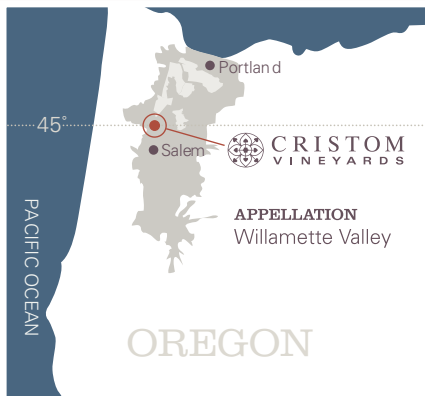 Portland
45°
CRISTOM
VINEYARDS
Salem
APPELLATION
Willamette Valley
PACIFIC OCEAN
OREGON